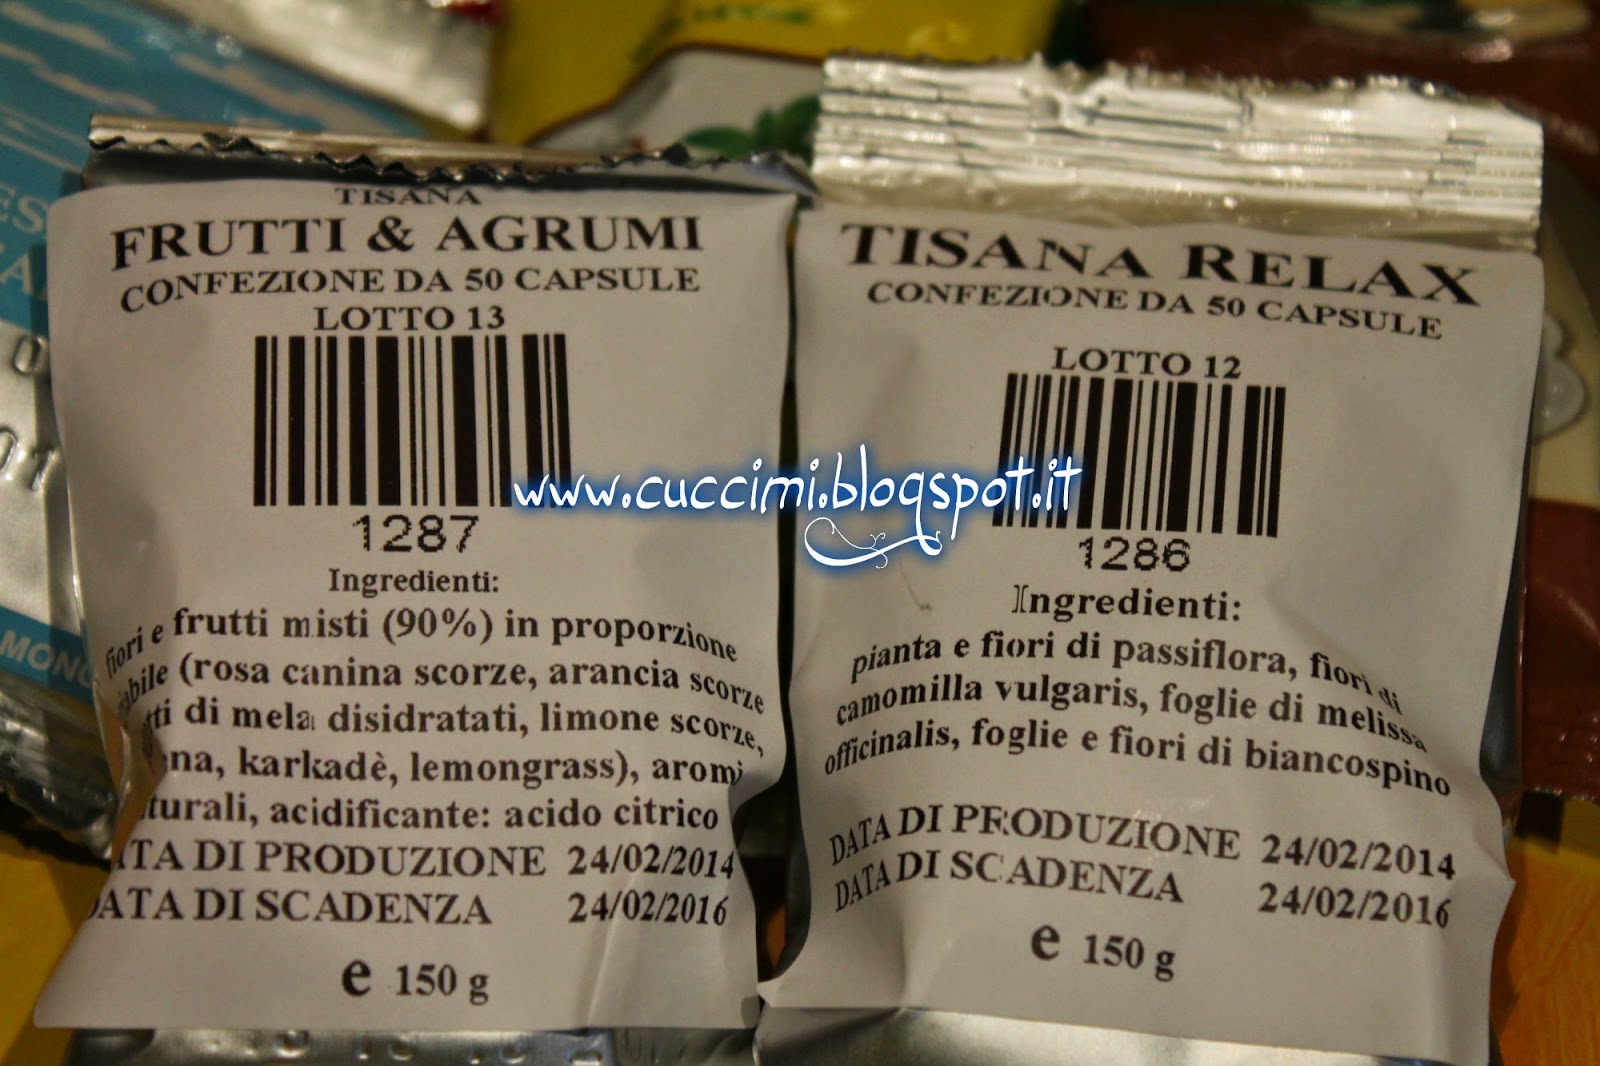 TISANA
FRUTTI & AGRUMI
CONFEZIONE DA 50 CAPSULE
LOTTO 13
1287
Ingredienti:
fiori e frutti misti (90%) in proporzione
(rosa canina scorze, arancia scorze
di mela disidratati, limone scorze,
karkadè, lemongrass), aromi
acidificante: acido citrico
DI PRODUZIONE 24/02/2014
DATA DI SCADENZA 24/02/2016
e 150 g
TISANA RELAX
CONFEZIONE DA 50 CAPSULE
LOTTO 12
1286
Ingredienti:
pianta e fiori di passiflora, fiori di
camomilla vulgaris, foglie di melissa
officinalis, foglie e fiori di biancospino
DATA DI PRODUZIONE 24/02/2014
DATA DI SCADENZA 24/02/2016
e 150 g
www.cuccimi.blogspot.it